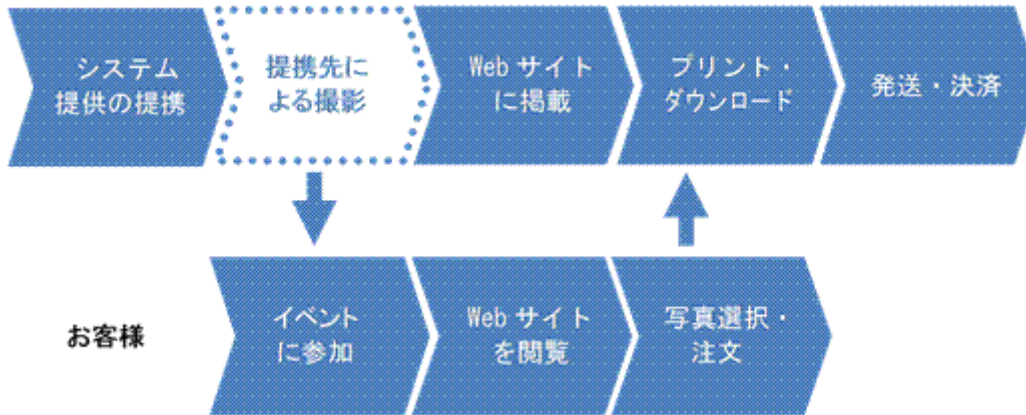 システム
提供の提携
提携先に
よる撮影
Web サイト
に掲載
プリント・
ダウンロード
発送・決済
お客様
イベント
に参加
Web サイト
を閲覧
写真選択・
注文